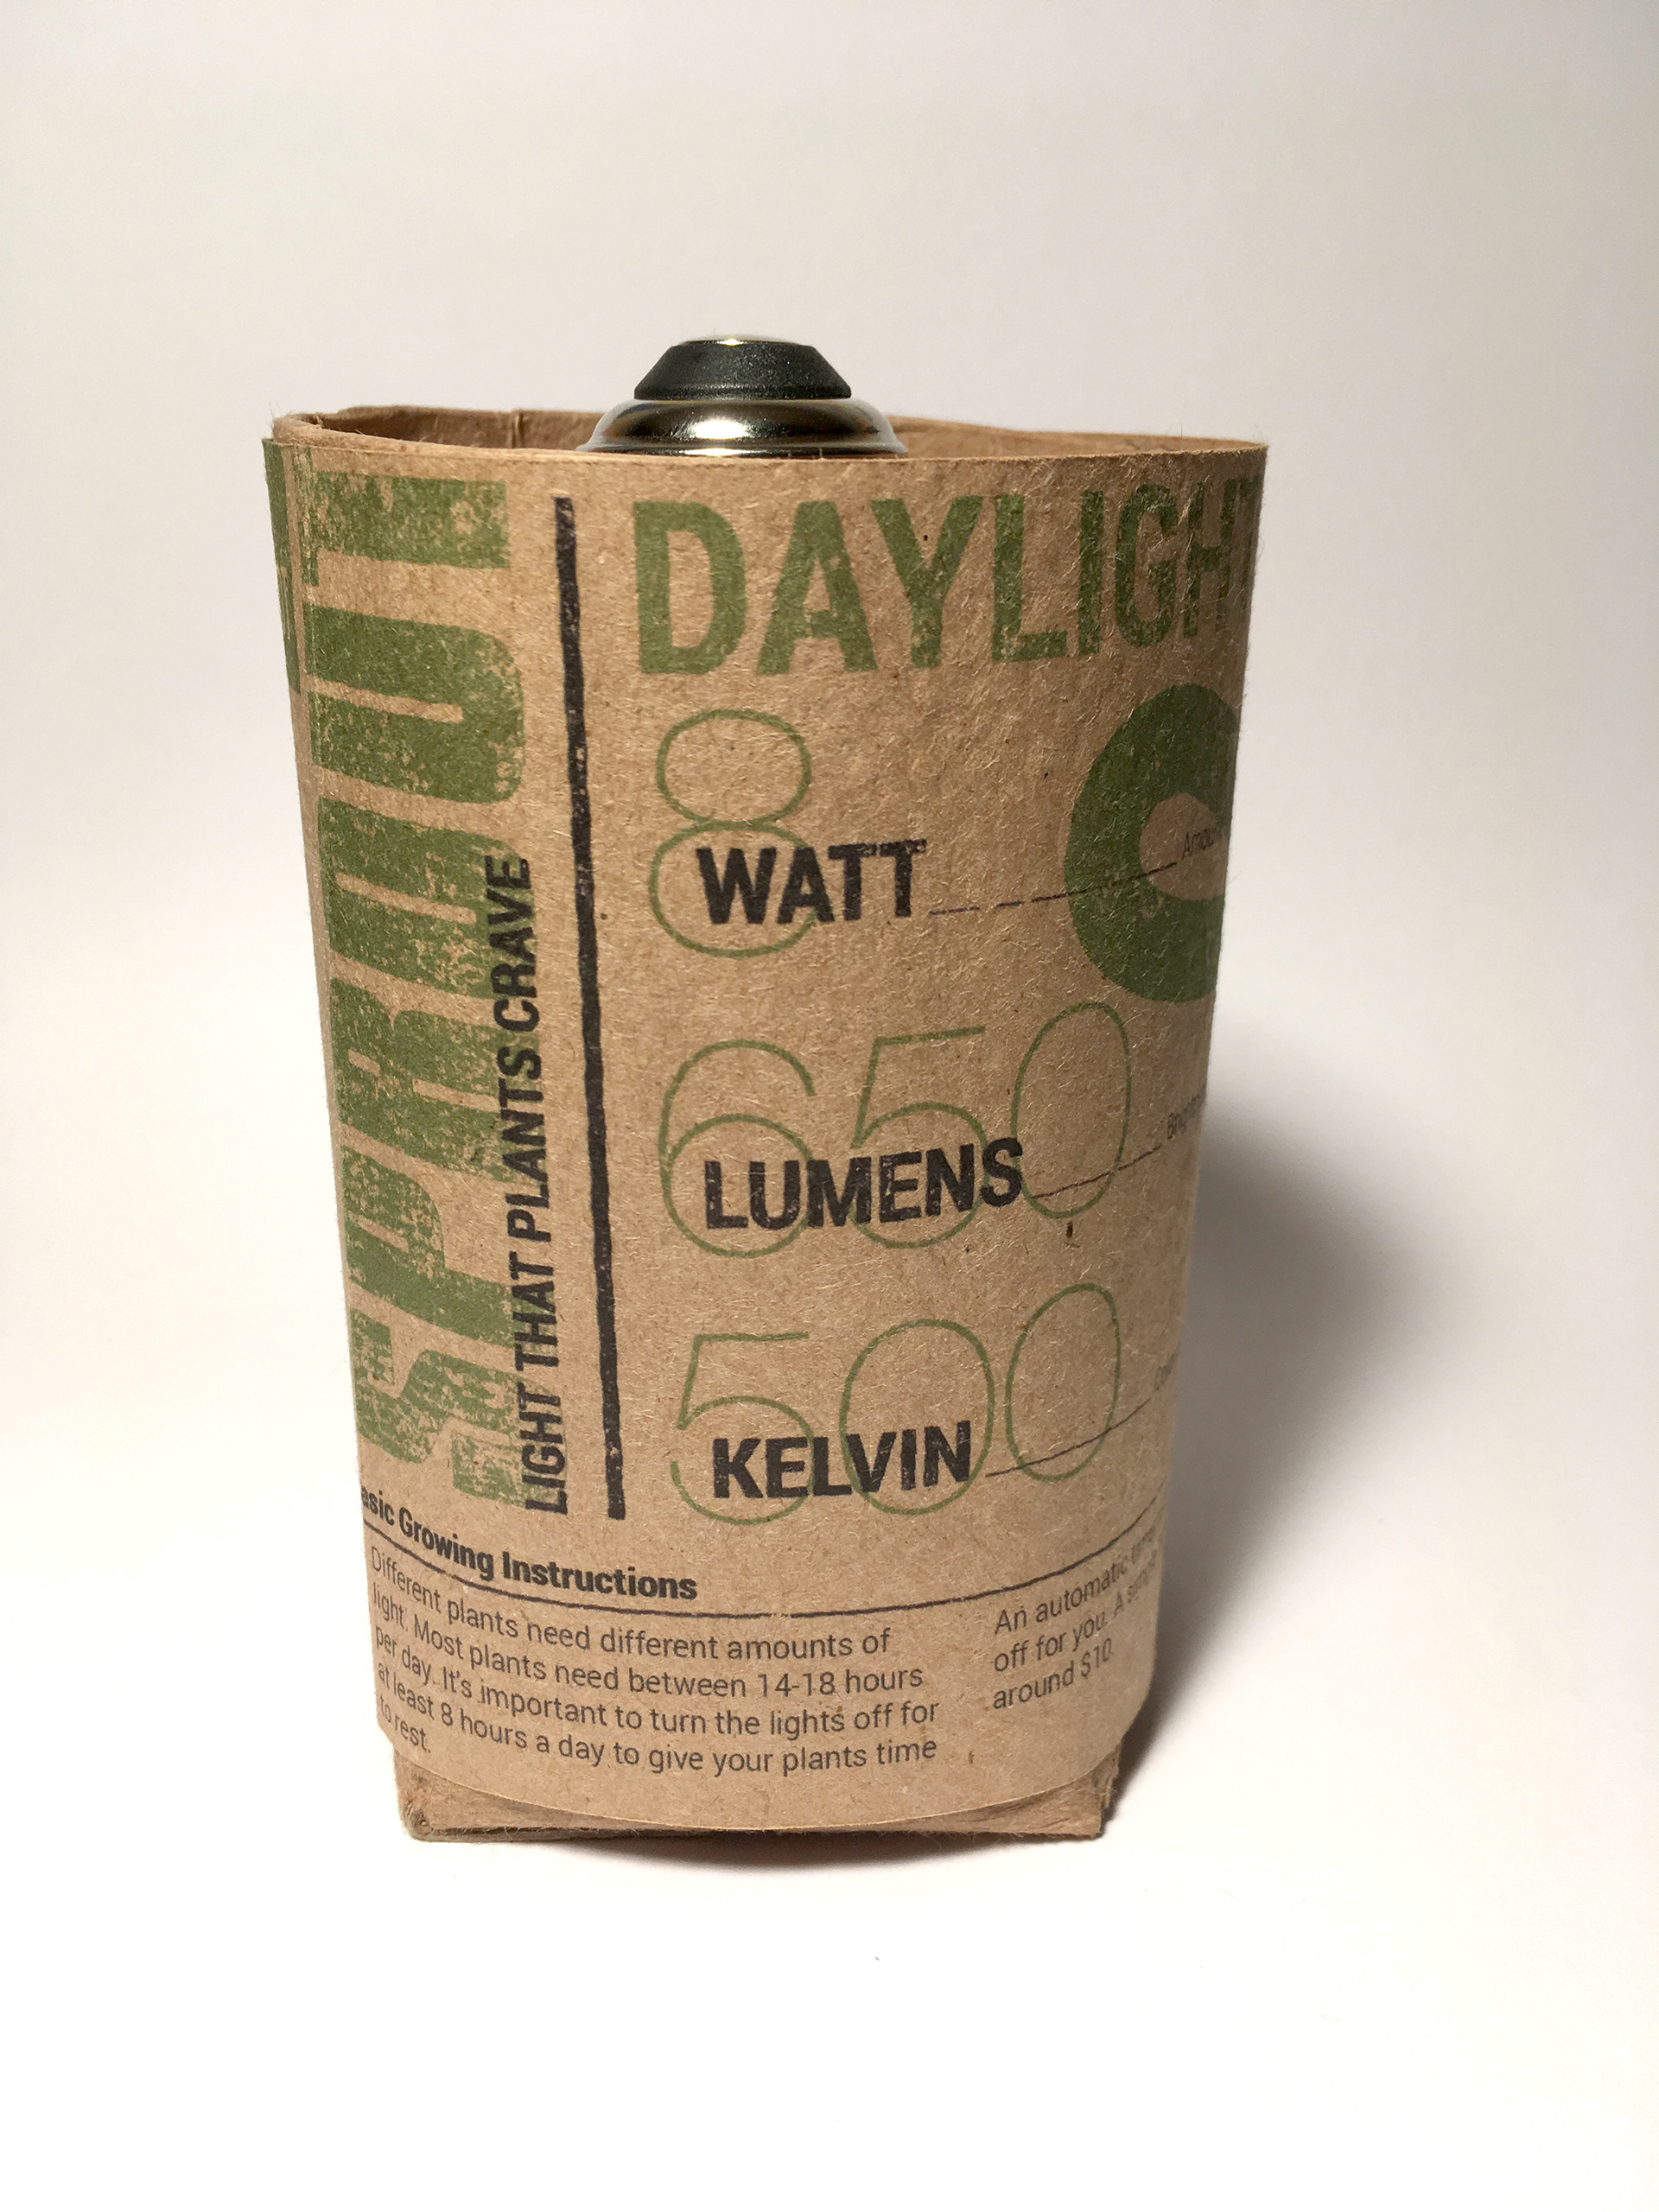 SPROUT
LIGHT THAT PLANTS CRAVE
DAYLIGHT
8
WATT
650
LUMENS
500
KELVIN
Growing Instructions
Different plants need different amounts of
light. Most plants need between 14-18 hours
per day. It's important to turn the lights off for
at least 8 hours a day to give your plants time
to rest.
An automatic
off for you. A
around $10.